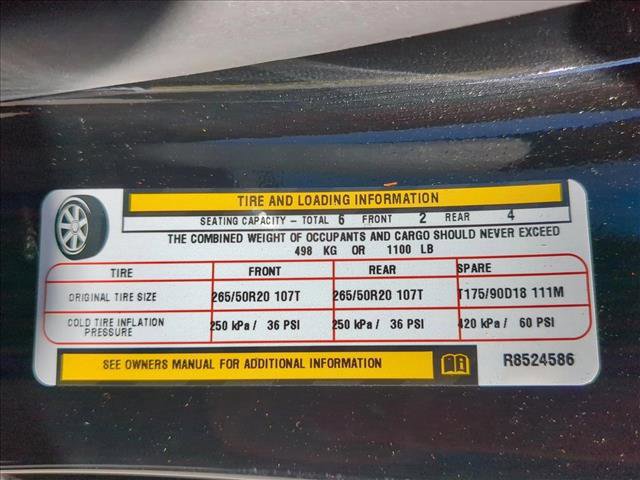 TIRE AND LOADING INFORMATION
SEATING CAPACITY – TOTAL 6 FRONT 2 REAR 4
THE COMBINED WEIGHT OF OCCUPANTS AND CARGO SHOULD NEVER EXCEED
498 KG OR 1100 LB
TIRE FRONT REAR SPARE
ORIGINAL TIRE SIZE 265/50R20 107T 265/50R20 107T T175/90D18 111M
COLD TIRE INFLATION PRESSURE 250 kPa / 36 PSI 250 kPa / 36 PSI 420 kPa / 60 PSI
SEE OWNERS MANUAL FOR ADDITIONAL INFORMATION R8524586